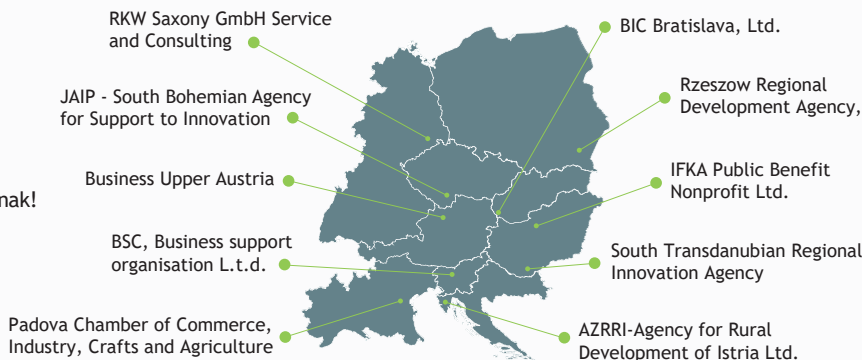 RKW Saxony GmbH Service
and Consulting
JAIP - South Bohemian Agency
for Support to Innovation
Business Upper Austria
nak!
BSC, Business support
organisation L.t.d.
Padova Chamber of Commerce,
Industry, Crafts and Agriculture
BIC Bratislava, Ltd.
Rzeszow Regional
Development Agency,
IFKA Public Benefit
Nonprofit Ltd.
South Transdanubian Regional
Innovation Agency
AZRRI-Agency for Rural
Development of Istria Ltd.